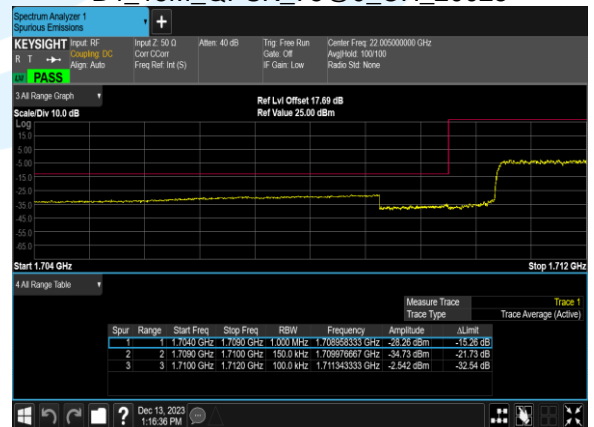 Spectrum Analyzer 1
Spurious Emissions
+
KEYSIGHT Input: RF
R T Coupling: DC
Align: Auto
LV PASS
Input Z: 50 Ω
Corr CCorr
Freq Ref: Int (S)
Atten: 40 dB
Trig: Free Run
Gate: Off
IF Gain: Low
Center Freq: 22.005000000 GHz
Avg|Hold: 100/100
Radio Std: None
3 All Range Graph
Scale/Div 10.0 dB
Ref Lvl Offset 17.69 dB
Ref Value 25.00 dBm
Log
15.0
5.00
-5.00
-15.0
-25.0
-35.0
-45.0
-55.0
-65.0
Start 1.704 GHz
Stop 1.712 GHz
4 All Range Table
Measure Trace Trace 1
Trace Type Trace Average (Active)
Spur Range Start Freq Stop Freq RBW Frequency Amplitude ΔLimit
1 1 1.7040 GHz 1.7090 GHz 1.000 MHz 1.708958333 GHz -28.26 dBm -15.26 dB
2 2 1.7090 GHz 1.7100 GHz 150.0 kHz 1.709976667 GHz -34.73 dBm -21.73 dB
3 3 1.7100 GHz 1.7120 GHz 100.0 kHz 1.711343333 GHz -2.542 dBm -32.54 dB
?
Dec 13, 2023
1:16:36 PM